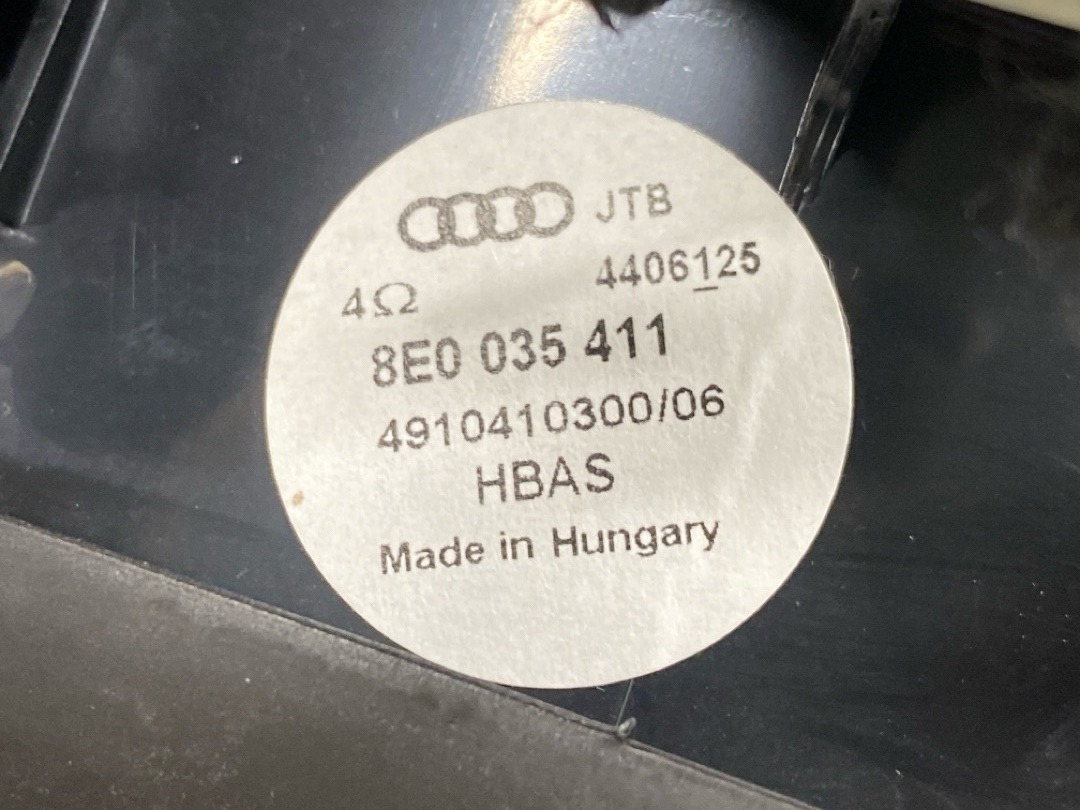 JTB
4Ω 4406125
8E0 035 411
4910410300/06
HBAS
Made in Hungary